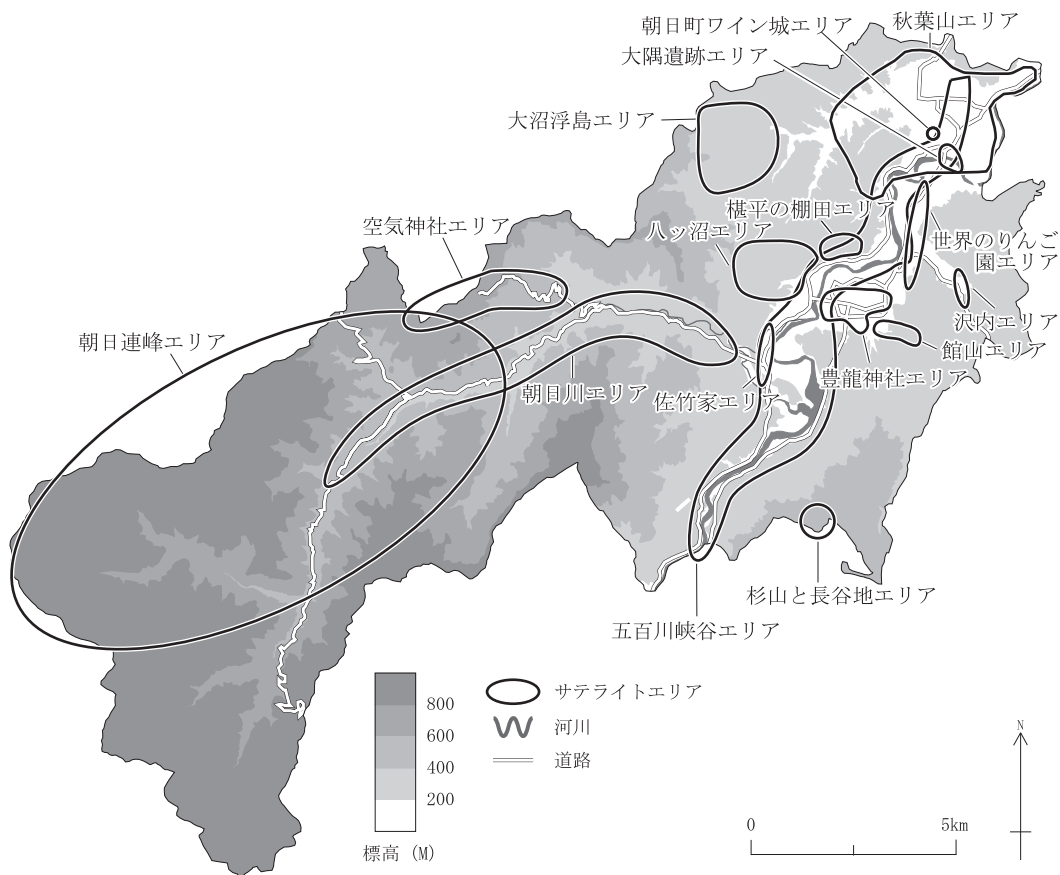 朝日町ワイン城エリア
秋葉山エリア
大隅遺跡エリア
大沼浮島エリア
椹平の棚田エリア
空気神社エリア
八ッ沼エリア
世界のりんご
園エリア
沢内エリア
朝日連峰エリア
館山エリア
豊龍神社エリア
朝日川エリア
佐竹家エリア
杉山と長谷地エリア
五百川峡谷エリア
サテライトエリア
河川
道路
800
600
400
200
標高 (M)
N
0
5km